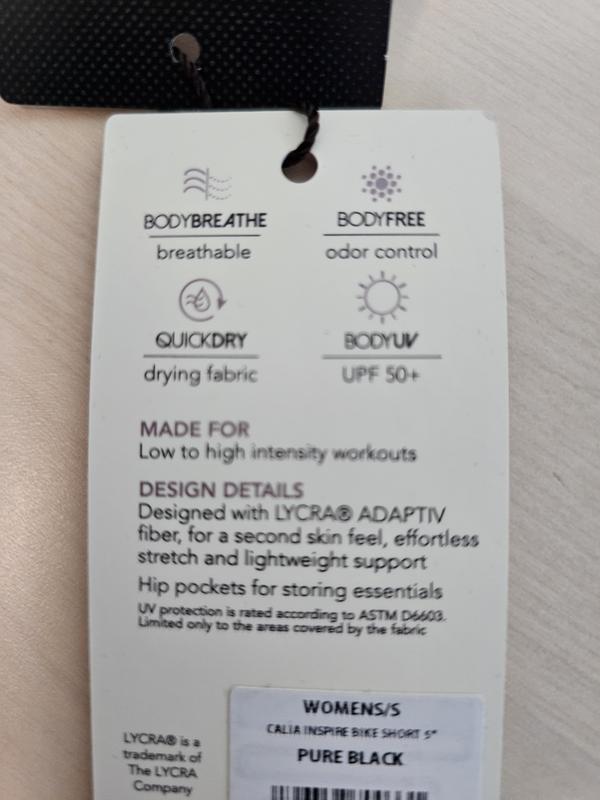 BODYBREATHE
breathable
BODYFREE
odor control
QUICKDRY
drying fabric
BODYUV
UPF 50+
MADE FOR
Low to high intensity workouts
DESIGN DETAILS
Designed with LYCRA® ADAPTIV
fiber, for a second skin feel, effortless
stretch and lightweight support
Hip pockets for storing essentials
UV protection is rated according to ASTM D6603.
Limited only to the areas covered by the fabric
LYCRA® is a
trademark of
The LYCRA
Company
WOMENS/S
CALIA INSPIRE BIKE SHORT 5"
PURE BLACK